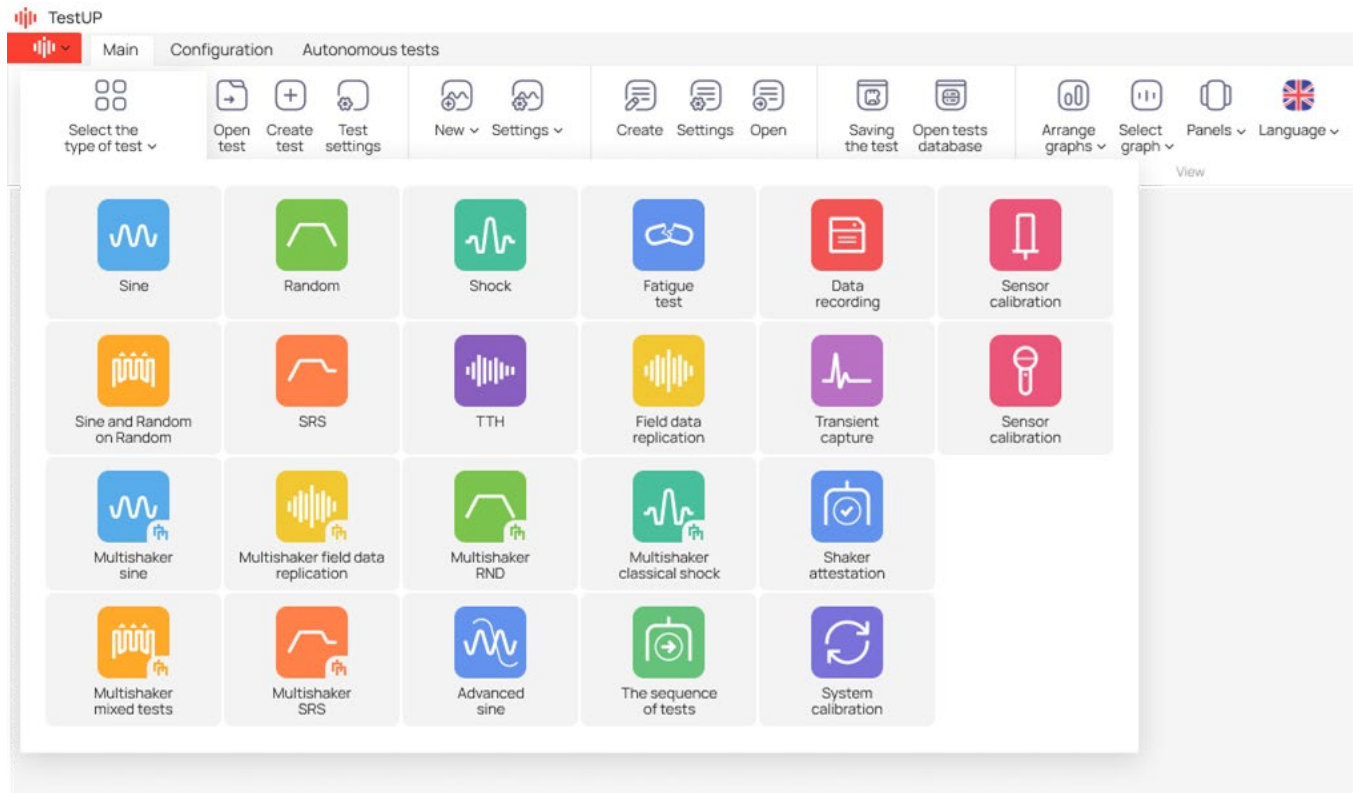 TestUP
Main Configuration Autonomous tests
Select the
type of test
Open
test
Create
test
Test
settings
New
Settings
Create
Settings
Open
Saving
the test
Open tests
database
Arrange
graphs
Select
graph
Panels
Language
View
Sine
Random
Shock
Fatigue
test
Data
recording
Sensor
calibration
Sine and Random
on Random
SRS
TTH
Field data
replication
Transient
capture
Sensor
calibration
Multishaker
sine
Multishaker field data
replication
Multishaker
RND
Multishaker
classical shock
Shaker
attestation
Multishaker
mixed tests
Multishaker
SRS
Advanced
sine
The sequence
of tests
System
calibration